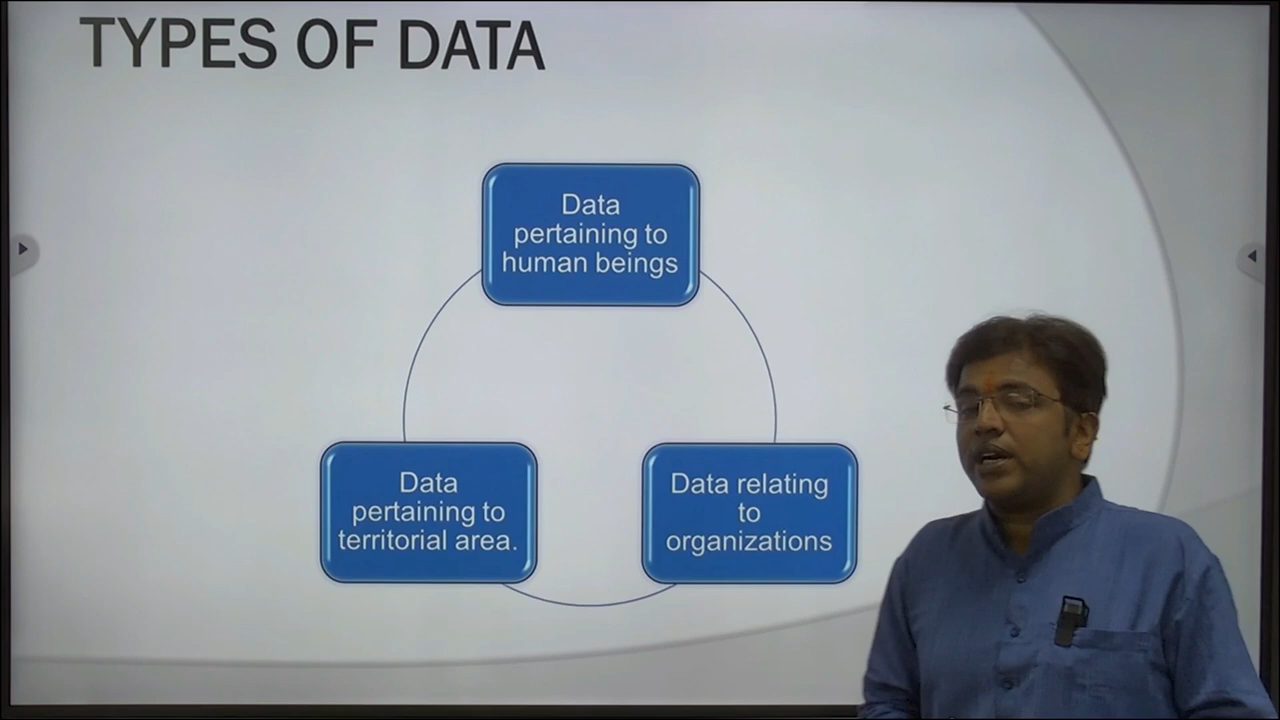 TYPES OF DATA
Data
pertaining to
human beings
Data
pertaining to
territorial area.
Data relating
to
organizations